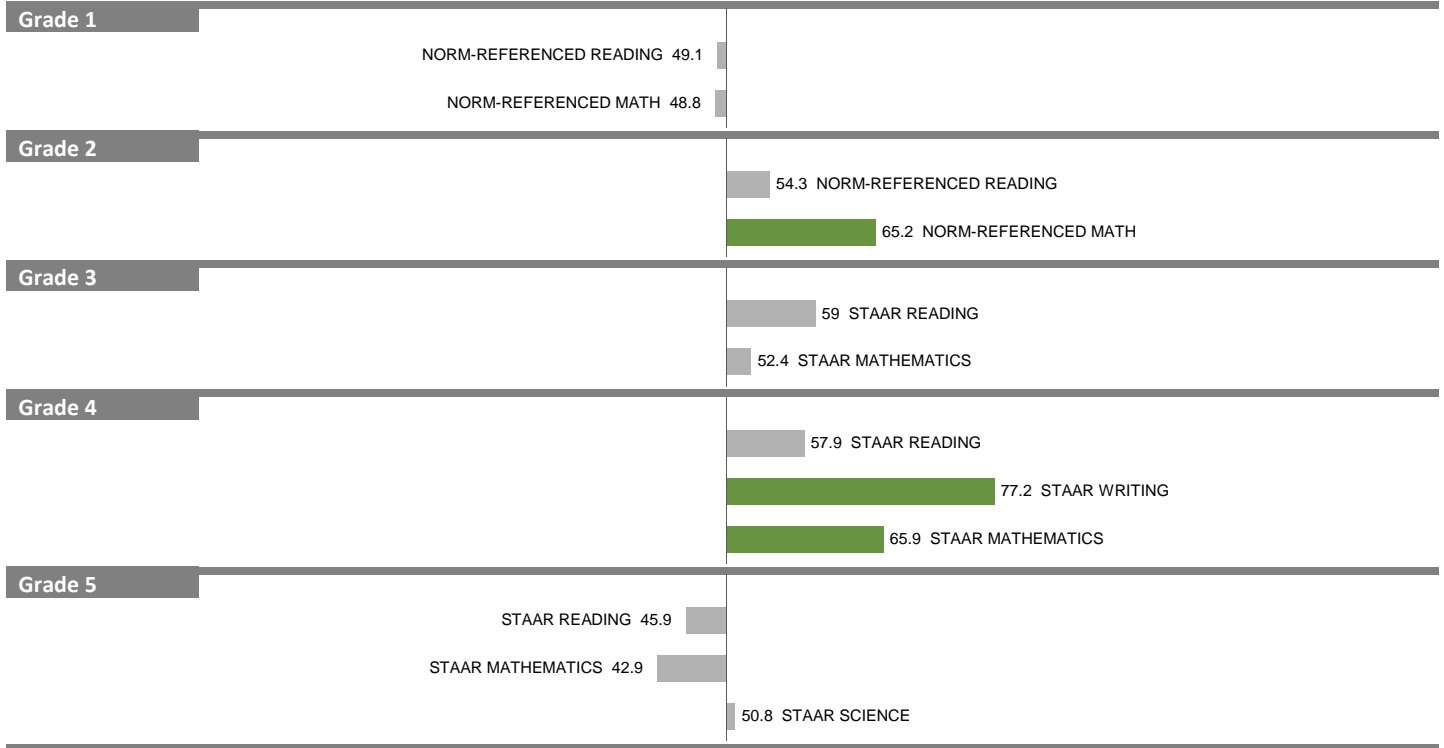 Grade 1
NORM-REFERENCED READING 49.1
NORM-REFERENCED MATH 48.8
Grade 2
54.3 NORM-REFERENCED READING
65.2 NORM-REFERENCED MATH
Grade 3
59 STAAR READING
52.4 STAAR MATHEMATICS
Grade 4
57.9 STAAR READING
77.2 STAAR WRITING
65.9 STAAR MATHEMATICS
Grade 5
STAAR READING 45.9
STAAR MATHEMATICS 42.9
50.8 STAAR SCIENCE